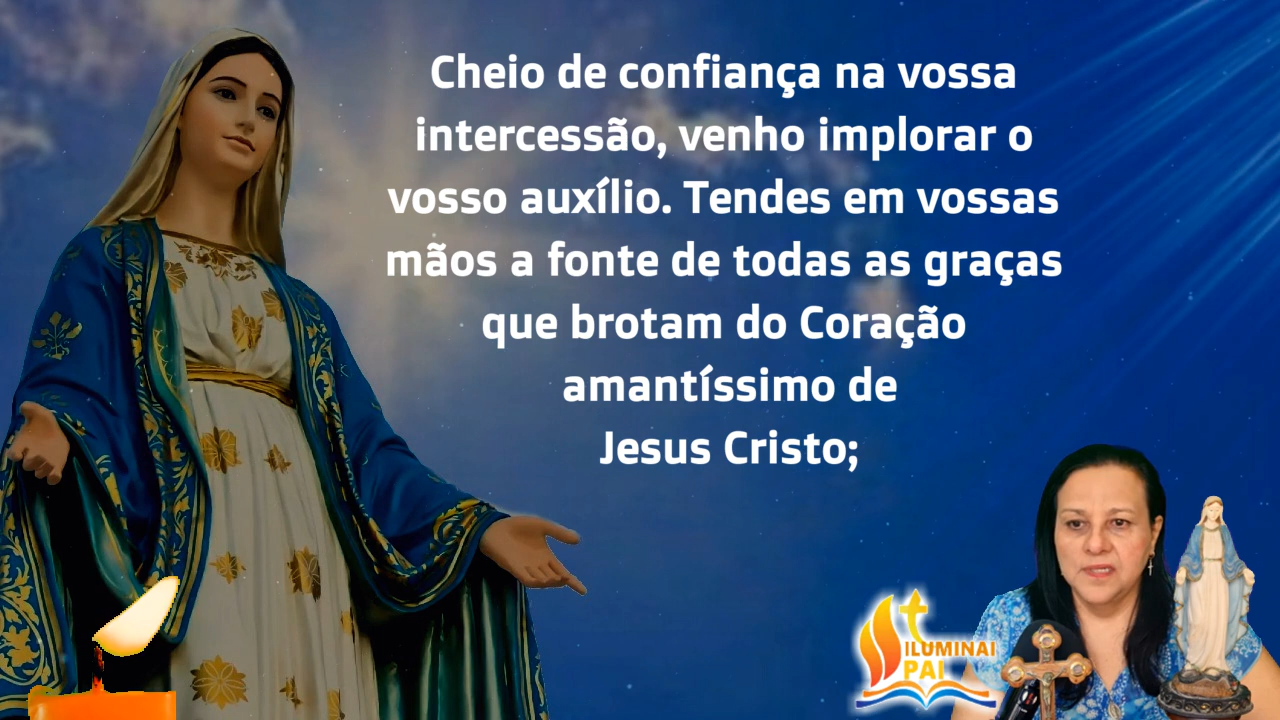 Cheio de confiança na vossa
intercessão, venho implorar o
vosso auxílio. Tendes em vossas
mãos a fonte de todas as graças
que brotam do Coração
amantíssimo de
Jesus Cristo;
ILUMINAI
PAI